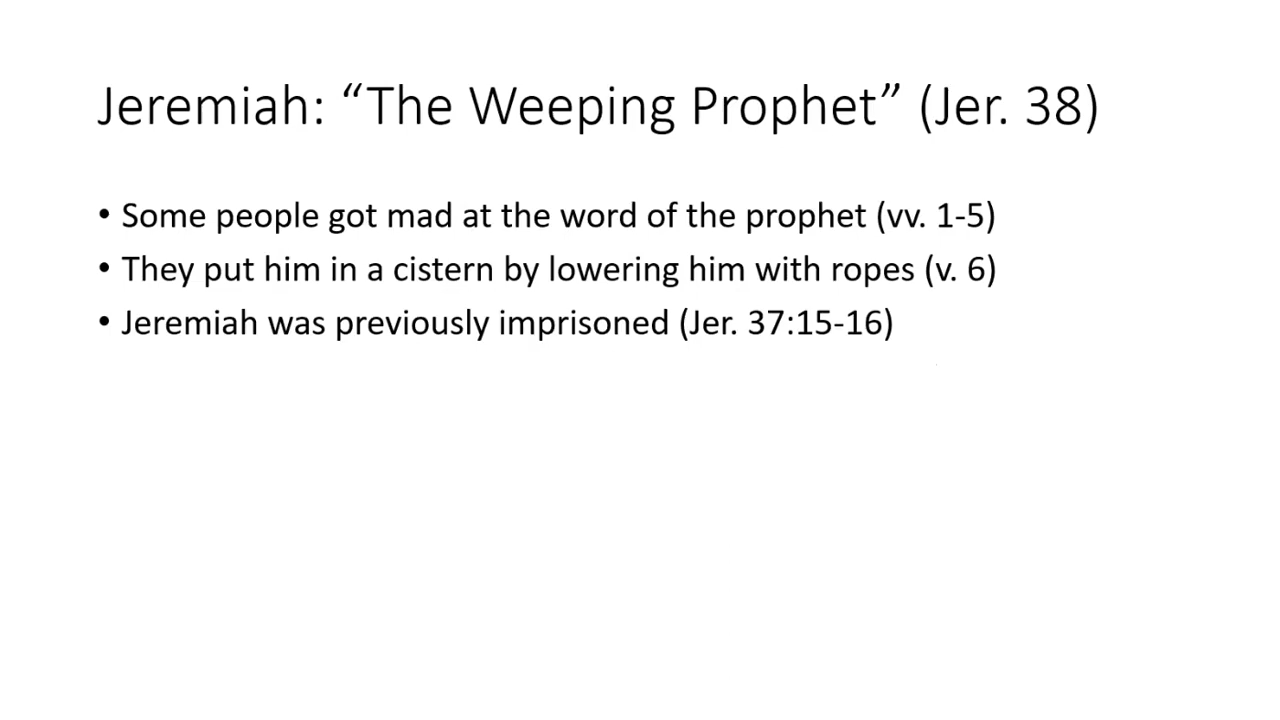 Jeremiah: “The Weeping Prophet” (Jer. 38)
• Some people got mad at the word of the prophet (vv. 1-5)
• They put him in a cistern by lowering him with ropes (v. 6)
• Jeremiah was previously imprisoned (Jer. 37:15-16)